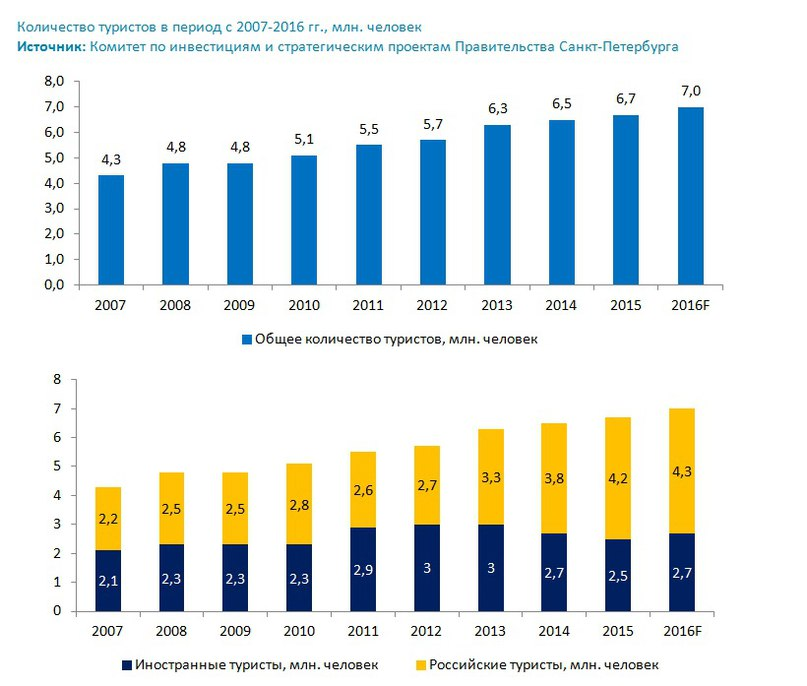 Количество туристов в период с 2007-2016 гг., млн. человек
Источник: Комитет по инвестициям и стратегическим проектам Правительства Санкт-Петербурга
8,0
7,0
6,0
5,0
4,0
3,0
2,0
1,0
0,0
4,3 4,8 4,8 5,1 5,5 5,7 6,3 6,5 6,7 7,0
2007 2008 2009 2010 2011 2012 2013 2014 2015 2016F
Общее количество туристов, млн. человек
8
7
6
5
4
3
2
1
0
2,2 2,5 2,5 2,8 2,6 2,7 3,3 3,8 4,2 4,3
2,1 2,3 2,3 2,3 2,9 3 3 2,7 2,5 2,7
2007 2008 2009 2010 2011 2012 2013 2014 2015 2016F
Иностранные туристы, млн. человек Российские туристы, млн. человек